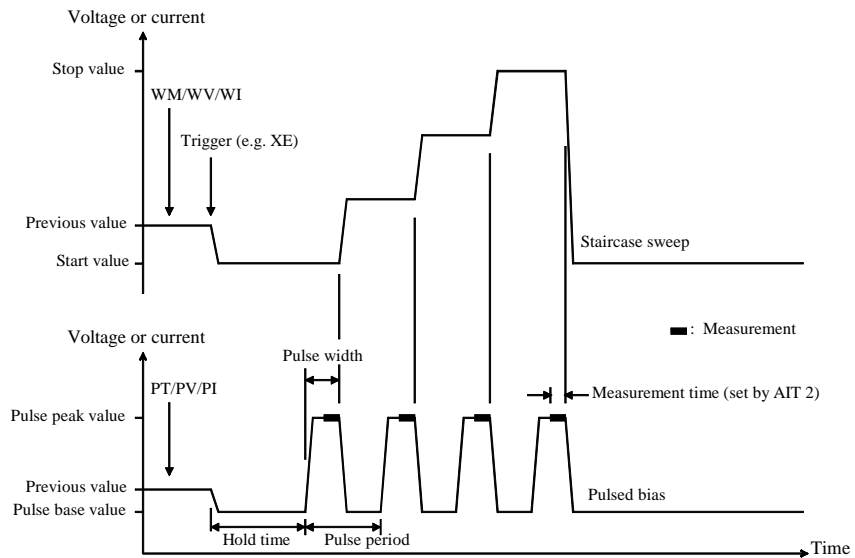 Voltage or current
Stop value
WM/WV/WI
Trigger (e.g. XE)
Previous value
Start value
Staircase sweep
Voltage or current
: Measurement
Pulse width
PT/PV/PI
Measurement time (set by AIT 2)
Pulse peak value
Previous value
Pulsed bias
Pulse base value
Hold time
Pulse period
Time